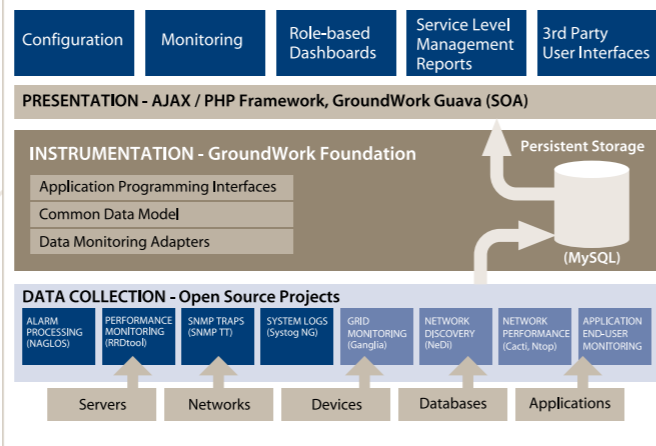 Configuration
Monitoring
Role-based
Dashboards
Service Level
Management
Reports
3rd Party
User Interfaces
PRESENTATION - AJAX / PHP Framework, GroundWork Guava (SOA)
INSTRUMENTATION - GroundWork Foundation
Application Programming Interfaces
Common Data Model
Data Monitoring Adapters
Persistent Storage
(MySQL)
DATA COLLECTION - Open Source Projects
ALARM
PROCESSING
(NAGLOS)
PERFORMANCE
MONITORING
(RRDtool)
SNMP TRAPS
(SNMP TT)
SYSTEM LOGS
(Systog NG)
GRID
MONITORING
(Ganglia)
NETWORK
DISCOVERY
(NeDi)
NETWORK
PERFORMANCE
(Cacti, Ntop)
APPLICATION
END-USER
MONITORING
Servers
Networks
Devices
Databases
Applications